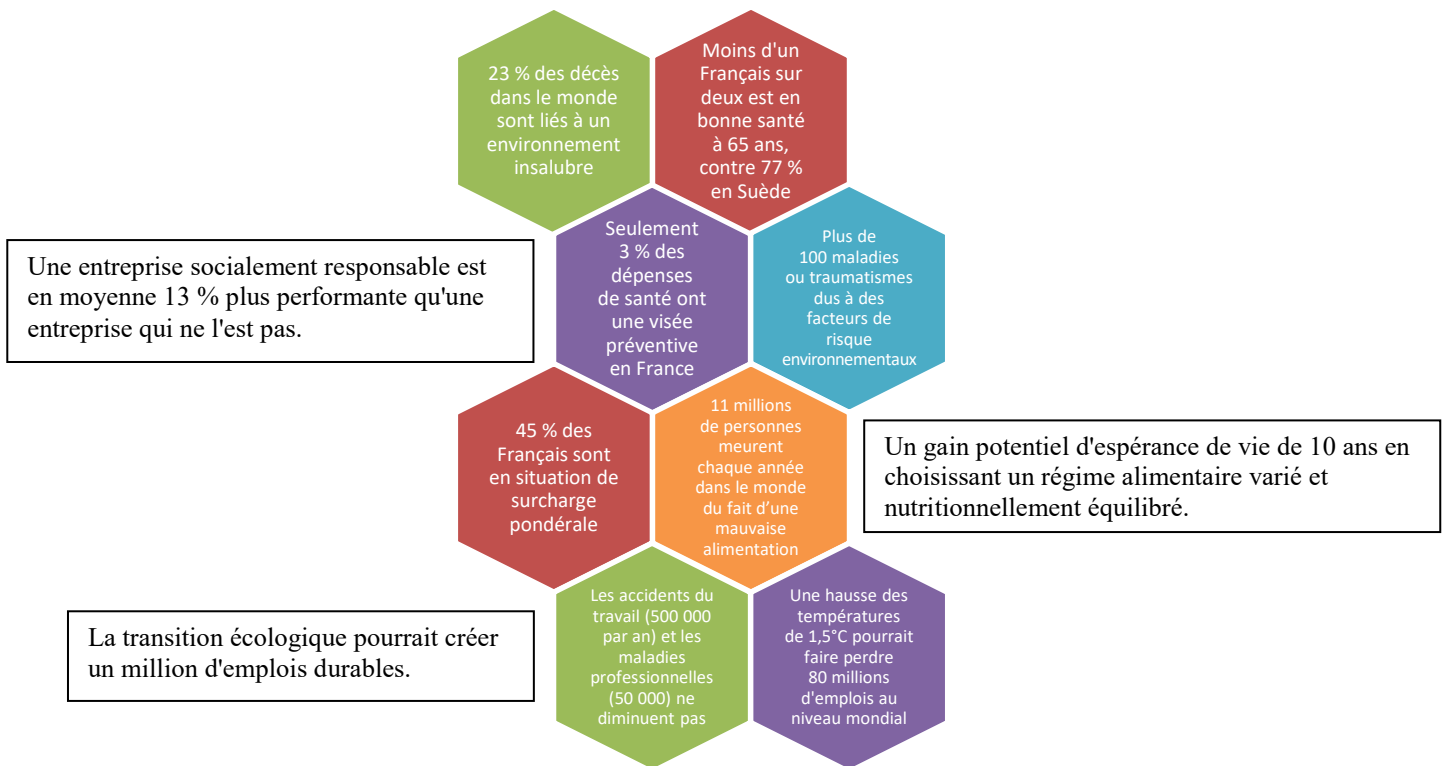 23 % des décès
dans le monde
sont liés à un
environnement
insalubre
Moins d'un
Français sur
deux est en
bonne santé
à 65 ans,
contre 77 %
en Suède
Une entreprise socialement responsable est
en moyenne 13 % plus performante qu'une
entreprise qui ne l'est pas.
Seulement
3 % des
dépenses
de santé ont
une visée
préventive
en France
Plus de
100 maladies
ou traumatismes
dus à des
facteurs de
risque
environnementaux
45 % des
Français sont
en situation de
surcharge
pondérale
11 millions
de personnes
meurent
chaque année
dans le monde
du fait d’une
mauvaise
alimentation
Un gain potentiel d'espérance de vie de 10 ans en
choisissant un régime alimentaire varié et
nutritionnellement équilibré.
La transition écologique pourrait créer
un million d'emplois durables.
Les accidents du
travail (500 000
par an) et les
maladies
professionnelles
(50 000) ne
diminuent pas
Une hausse des
températures
de 1,5°C pourrait
faire perdre
80 millions
d'emplois au
niveau mondial